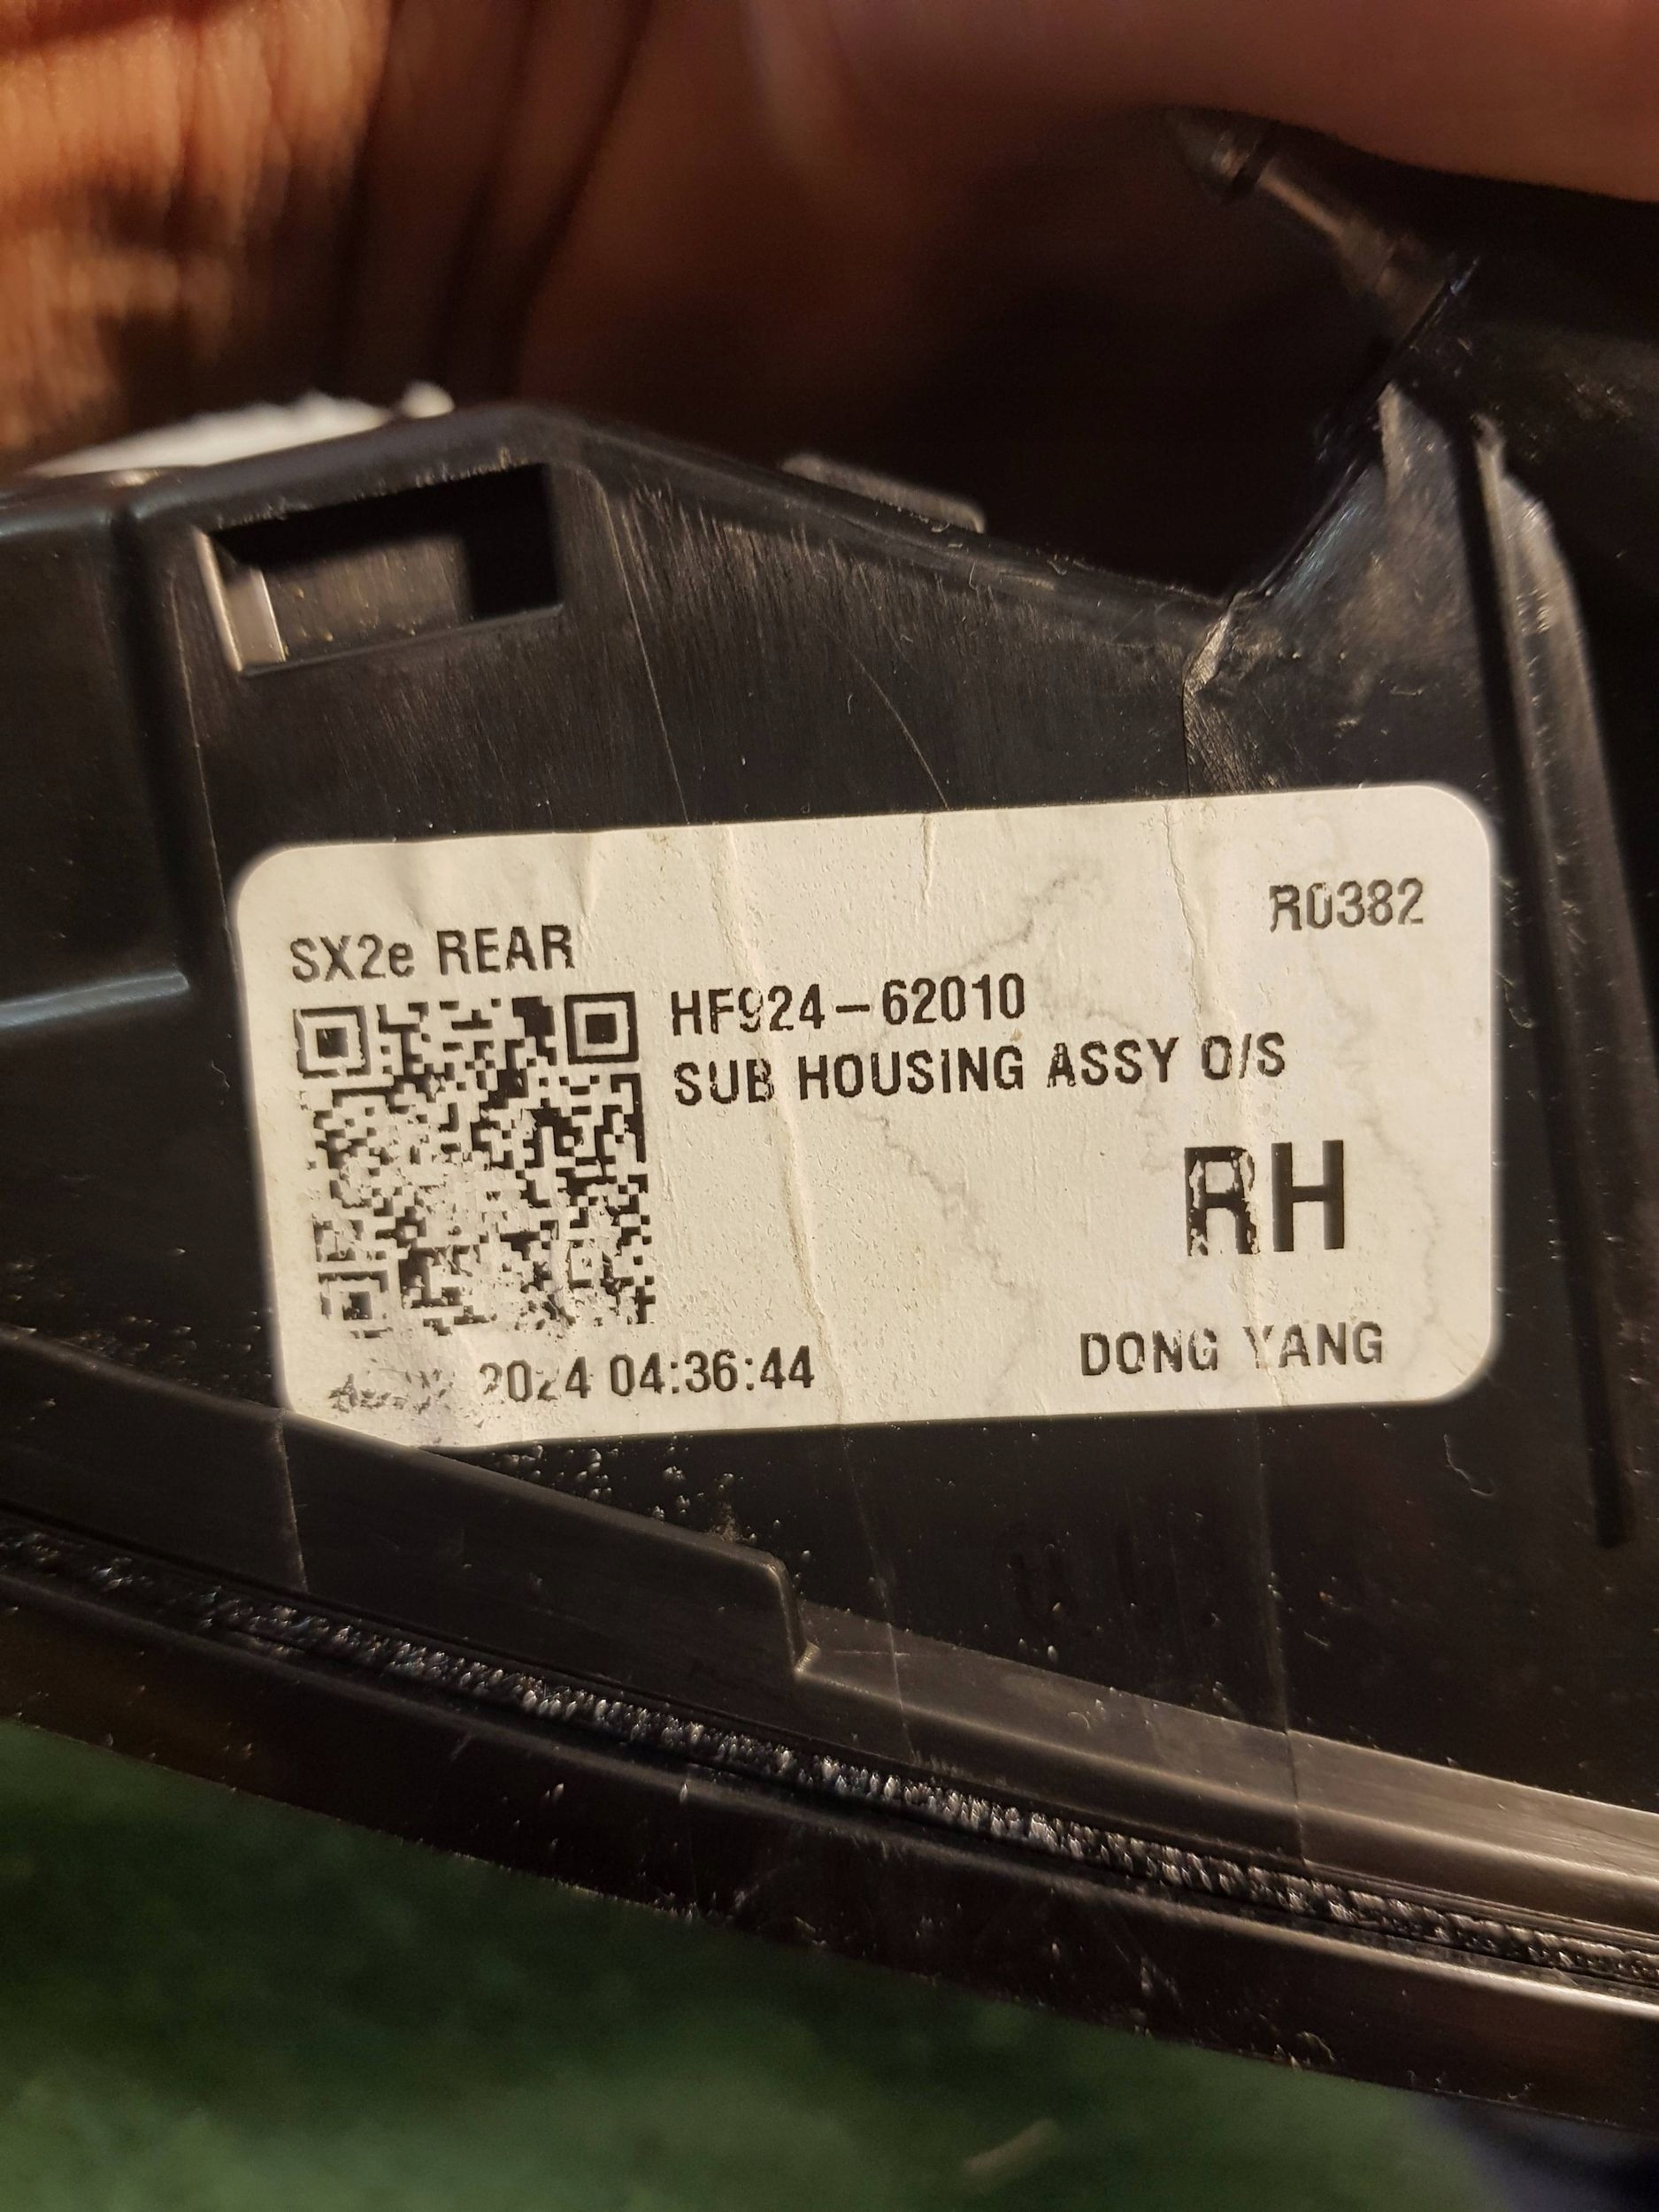 R0382
SX2e REAR
HF924-62010
SUB HOUSING ASSY O/S
RH
2024 04:36:44
DONG YANG